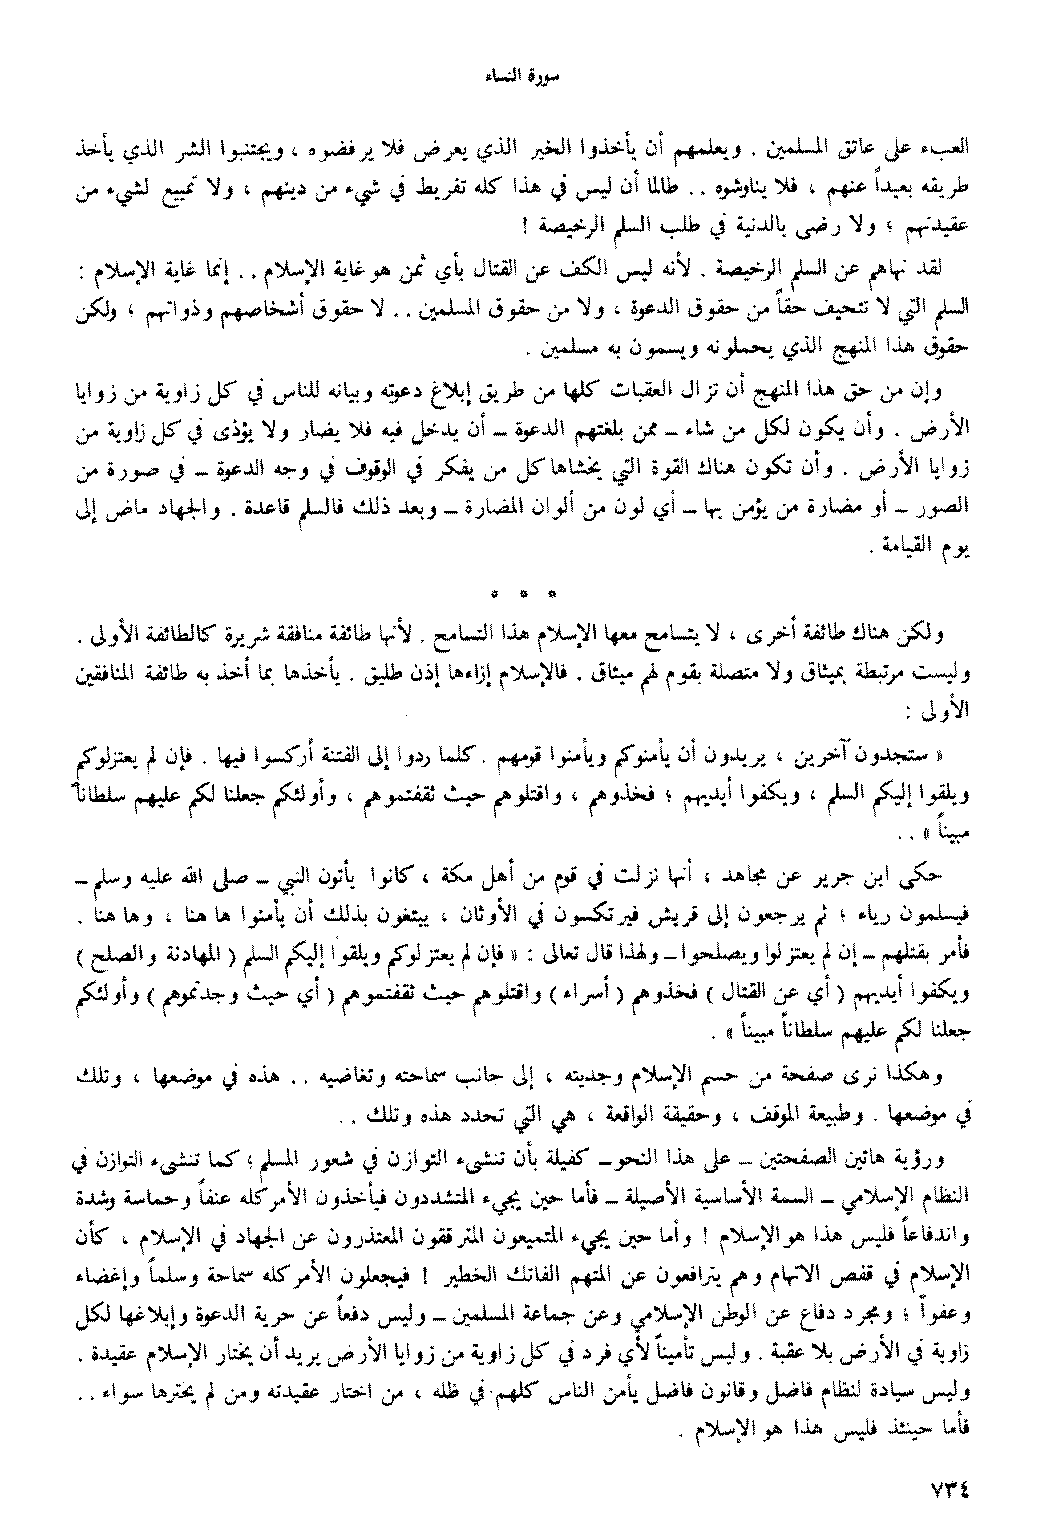 سورة النساء
العبء على عاتق المسلمين . ويعلمهم أن يأخذوا الخير الذي يعرض فلا يرفضوه ، ويجتنبوا الشر الذي يأخذ
طريقه بعيداً عنهم ، فلا يناوشوه .. طالما أن ليس في هذا كله تفريط في شيء من دينهم ، ولا تمييع لشيء من
عقيدتهم ؛ ولا رضى بالدنية في طلب السلم الرخيصة !
لقد نهاهم عن السلم الرخيصة . لأنه ليس الكف عن القتال بأي ثمن هو غاية الإسلام .. إنما غاية الإسلام :
السلم التي لا تتحيف حقاً من حقوق الدعوة ، ولا من حقوق المسلمين .. لا حقوق أشخاصهم وذواتهم ؛ ولكن
حقوق هذا المنهج الذي يحملونه ويسمون به مسلمين .
وإن من حق هذا المنهج أن تزال العقبات كلها من طريق إبلاغ دعوته وبيانه للناس في كل زاوية من زوايا
الأرض . وأن يكون لكل من شاء – ممن بلغتهم الدعوة – أن يدخل فيه فلا يضار ولا يؤذى في كل زاوية من
زوايا الأرض . وأن تكون هناك القوة التي يخشاها كل من يفكر في الوقوف في وجه الدعوة – في صورة من
الصور – أو مضارة من يؤمن بها – أي لون من ألوان المضارة – وبعد ذلك فالسلم قاعدة . والجهاد ماض إلى
يوم القيامة .
* * *
ولكن هناك طائفة أخرى ، لا يتسامح معها الإسلام هذا التسامح . لأنها طائفة منافقة شريرة كالطائفة الأولى .
وليست مرتبطة بميثاق ولا متصلة بقوم لهم ميثاق . فالإسلام إزاءها إذن طليق . يأخذها بما أخذ به طائفة المنافقين
الأولى :
« ستجدون آخرين ، يريدون أن يأمنوكم ويأمنوا قومهم . كلما ردوا إلى الفتنة أركسوا فيها . فإن لم يعتزلوكم
ويلقوا إليكم السلم ، ويكفوا أيديهم ؛ فخذوهم ، واقتلوهم حيث ثقفتموهم ، وأولئكم جعلنا لكم عليهم سلطاناً
مبيناً » ..
حكى ابن جرير عن مجاهد ، أنها نزلت في قوم من أهل مكة ، كانوا يأتون النبي – صلى الله عليه وسلم –
فيسلمون رياء ؛ ثم يرجعون إلى قريش فيرتكسون في الأوثان ، يبتغون بذلك أن يأمنوا ها هنا ، وها هنا .
فأمر بقتلهم – إن لم يعتزلوا ويصلحوا – ولهذا قال تعالى : « فإن لم يعتزلوكم ويلقوا إليكم السلم ( المهادنة والصلح )
ويكفوا أيديهم ( أي عن القتال ) فخذوهم ( أسراء ) واقتلوهم حيث ثقفتموهم ( أي حيث وجدتموهم ) وأولئكم
جعلنا لكم عليهم سلطاناً مبيناً » .
وهكذا نرى صفحة من حسم الإسلام وجديته ، إلى جانب سماحته وتغاضيه .. هذه في موضعها ، وتلك
في موضعها . وطبيعة الموقف ، وحقيقة الواقعة ، هي التي تحدد هذه وتلك ..
ورؤية هاتين الصفحتين – على هذا النحو – كفيلة بأن تنشىء التوازن في شعور المسلم ؛ كما تنشىء التوازن في
النظام الإسلامي – السمة الأساسية الأصيلة – فأما حين يجيء المتشددون فيأخذون الأمر كله عنفاً وحماسة وشدة
واندفاعاً فليس هذا هو الإسلام ! وأما حين يجيء المتميعون المترققون المعتذرون عن الجهاد في الإسلام ، كأن
الإسلام في قفص الاتهام وهم يترافعون عن المتهم الفاتك الخطير ! فيجعلون الأمر كله سماحة وسلماً وإغضاء
وعفواً ؛ ومجرد دفاع عن الوطن الإسلامي وعن جماعة المسلمين – وليس دفعاً عن حرية الدعوة وإبلاغها لكل
زاوية في الأرض بلا عقبة . وليس تأميناً لأي فرد في كل زاوية من زوايا الأرض يريد أن يختار الإسلام عقيدة .
وليس سيادة لنظام فاضل وقانون فاضل يأمن الناس كلهم في ظله ، من اختار عقيدته ومن لم يخترها سواء ..
فأما حينئذ فليس هذا هو الإسلام .
٧٣٤